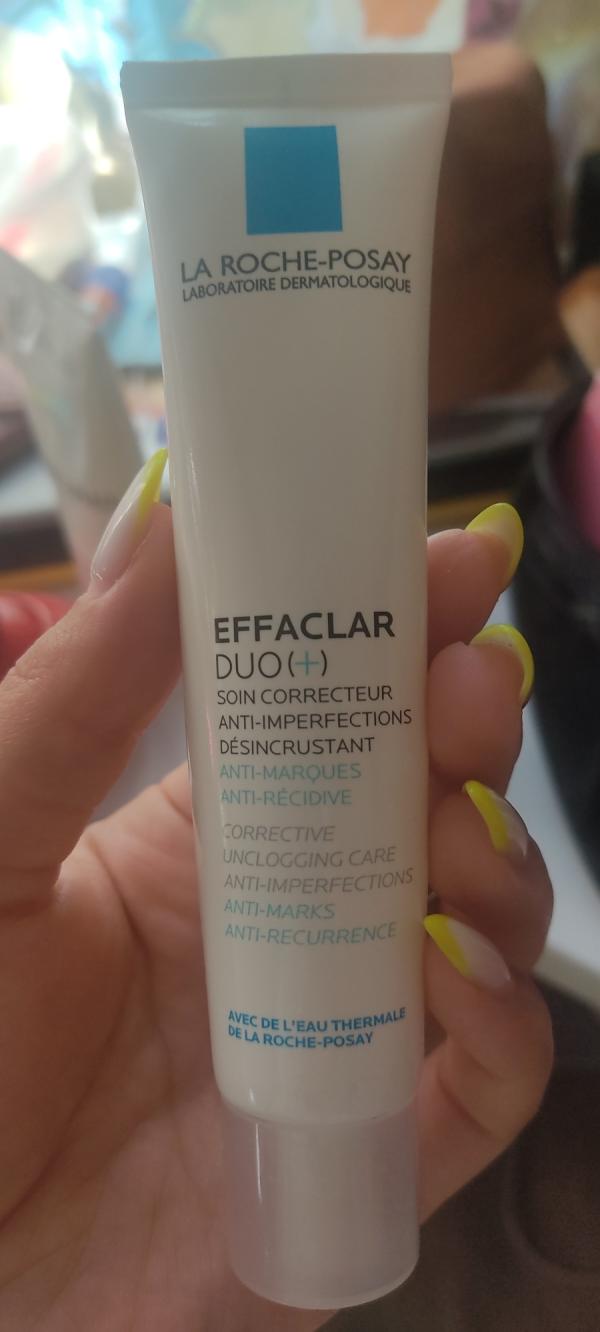 LA ROCHE-POSAY
LABORATOIRE DERMATOLOGIQUE
EFFACLAR
DUO(+)
SOIN CORRECTEUR
ANTI-IMPERFECTIONS
DÉSINCRUSTANT
ANTI-MARQUES
ANTI-RÉCIDIVE
CORRECTIVE
UNCLOGGING CARE
ANTI-IMPERFECTIONS
ANTI-MARKS
ANTI-RECURRENCE
AVEC DE L'EAU THERMALE
DE LA ROCHE-POSAY